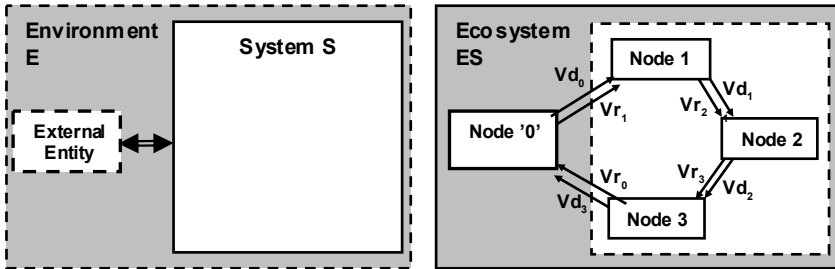 Environment
E
System S
External
Entity
Ecosystem
ES
Node 1
Vd0
Vr1
Vr2
Vd1
Node '0'
Node 2
Vr0
Vd3
Vr3
Vd2
Node 3